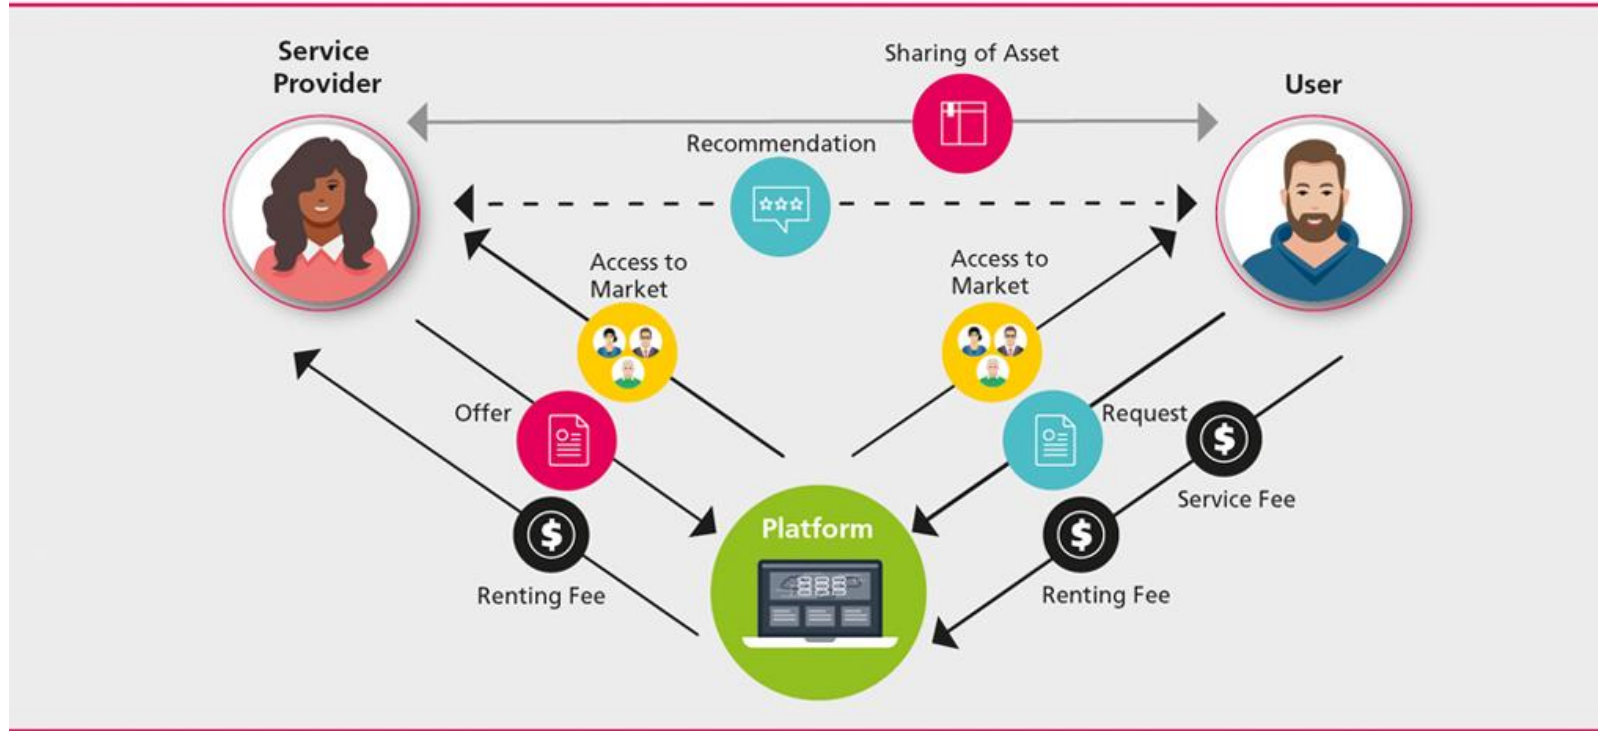 Service
Provider
Sharing of Asset
User
Recommendation
Access to
Market
Access to
Market
Offer
Request
$
Service Fee
$
Renting Fee
Platform
$
Renting Fee